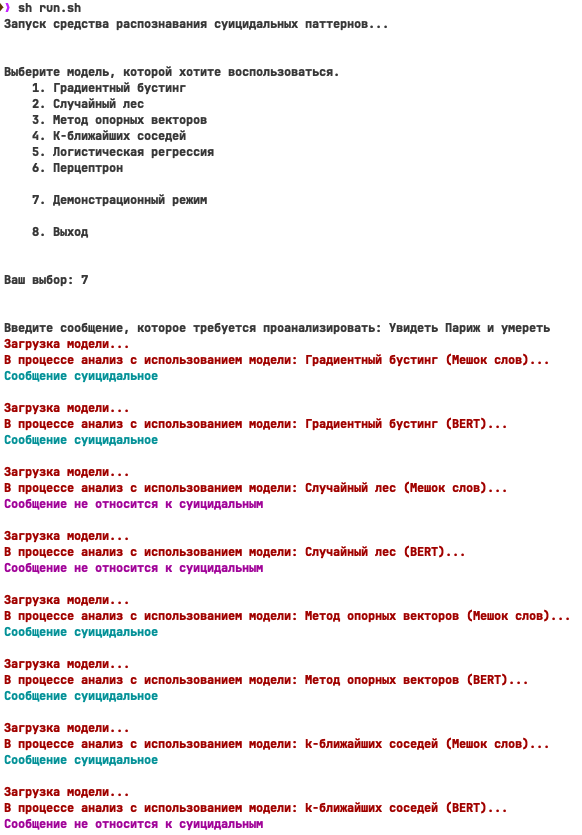 ) sh run.sh
Запуск средства распознавания суицидальных паттернов...
Выберите модель, которой хотите воспользоваться.
1. Градиентный бустинг
2. Случайный лес
3. Метод опорных векторов
4. К-ближайших соседей
5. Логистическая регрессия
6. Перцептрон
7. Демонстрационный режим
8. Выход
Ваш выбор: 7
Введите сообщение, которое требуется проанализировать: Увидеть Париж и умереть
Загрузка модели...
В процессе анализ с использованием модели: Градиентный бустинг (Мешок слов)...
Сообщение суицидальное
Загрузка модели...
В процессе анализ с использованием модели: Градиентный бустинг (BERT)...
Сообщение суицидальное
Загрузка модели...
В процессе анализ с использованием модели: Случайный лес (Мешок слов)...
Сообщение не относится к суицидальным
Загрузка модели...
В процессе анализ с использованием модели: Случайный лес (BERT)...
Сообщение не относится к суицидальным
Загрузка модели...
В процессе анализ с использованием модели: Метод опорных векторов (Мешок слов)...
Сообщение суицидальное
Загрузка модели...
В процессе анализ с использованием модели: Метод опорных векторов (BERT)...
Сообщение суицидальное
Загрузка модели...
В процессе анализ с использованием модели: k-ближайших соседей (Мешок слов)...
Сообщение суицидальное
Загрузка модели...
В процессе анализ с использованием модели: k-ближайших соседей (BERT)...
Сообщение не относится к суицидальным